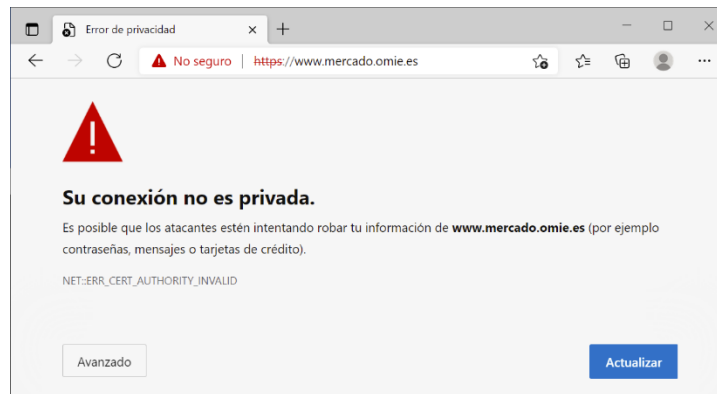 Error de privacidad
No seguro | https://www.mercado.omie.es
Su conexión no es privada.
Es posible que los atacantes estén intentando robar tu información de www.mercado.omie.es (por ejemplo
contraseñas, mensajes o tarjetas de crédito).
NET::ERR_CERT_AUTHORITY_INVALID
Avanzado
Actualizar